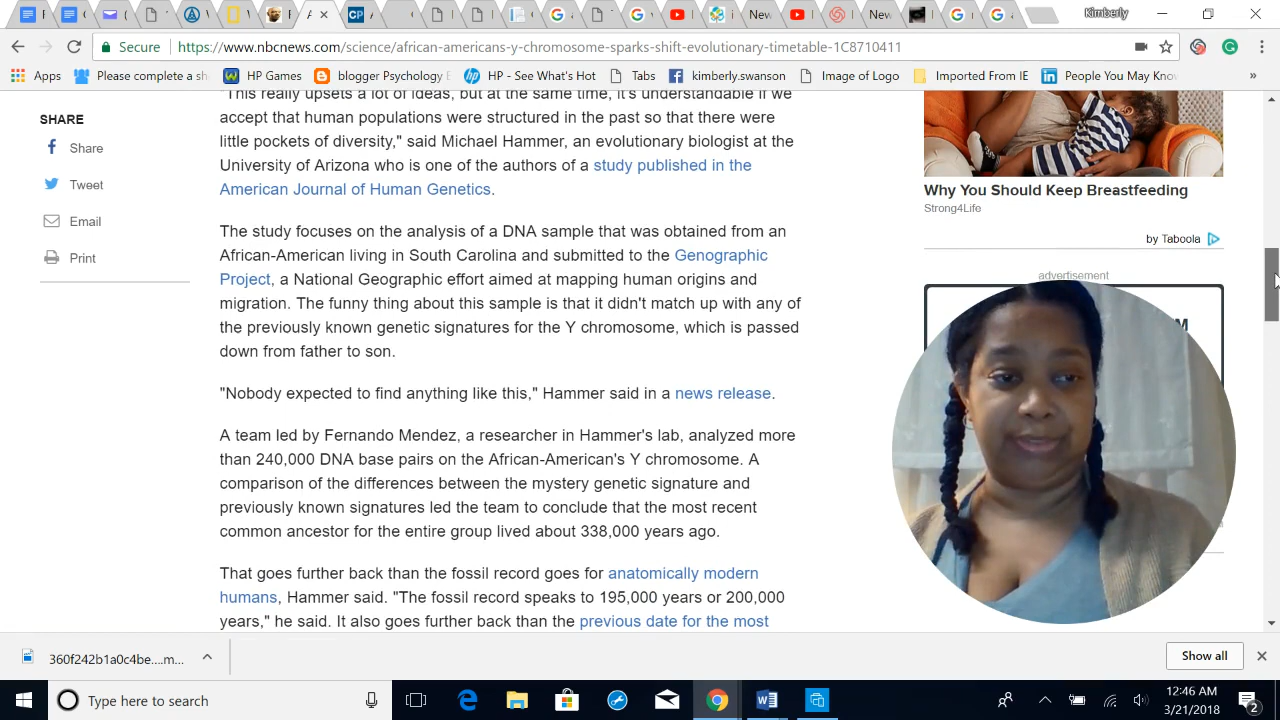 Kimberly
Secure
https://www.nbcnews.com/science/african-americans-y-chromosome-sparks-shift-evolutionary-timetable-1C8710411
Apps
Please complete a sh
HP Games
blogger Psychology
HP - See What's Hot
Tabs
kimberly.swanson
Image of Logo
Imported From IE
People You May Kno
»
SHARE
Share
Tweet
Email
Print
"This really upset a lot of ideas, but at the same time, it's understandable if we
accept that human populations were structured in the past so that there were
little pockets of diversity," said Michael Hammer, an evolutionary biologist at the
University of Arizona who is one of the authors of a study published in the
American Journal of Human Genetics.
The study focuses on the analysis of a DNA sample that was obtained from an
African-American living in South Carolina and submitted to the Genographic
Project, a National Geographic effort aimed at mapping human origins and
migration. The funny thing about this sample is that it didn't match up with any of
the previously known genetic signatures for the Y chromosome, which is passed
down from father to son.
"Nobody expected to find anything like this," Hammer said in a news release.
A team led by Fernando Mendez, a researcher in Hammer's lab, analyzed more
than 240,000 DNA base pairs on the African-American's Y chromosome. A
comparison of the differences between the mystery genetic signature and
previously known signatures led the team to conclude that the most recent
common ancestor for the entire group lived about 338,000 years ago.
That goes further back than the fossil record goes for anatomically modern
humans, Hammer said. "The fossil record speaks to 195,000 years or 200,000
years," he said. It also goes further back than the previous date for the most
Why You Should Keep Breastfeeding
Strong4Life
by Taboola
advertisement
360f242b1a0c4be....m...
Show all
Type here to search
12:46 AM
3/21/2018
2